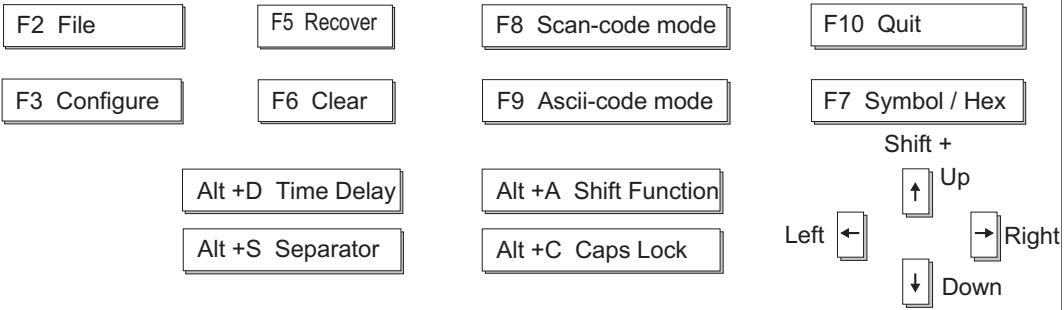 F2 File
F5 Recover
F8 Scan-code mode
F10 Quit
F3 Configure
F6 Clear
F9 Ascii-code mode
F7 Symbol / Hex
Shift +
Alt +D Time Delay
Alt +A Shift Function
Up
Alt +S Separator
Alt +C Caps Lock
Left
Right
Down